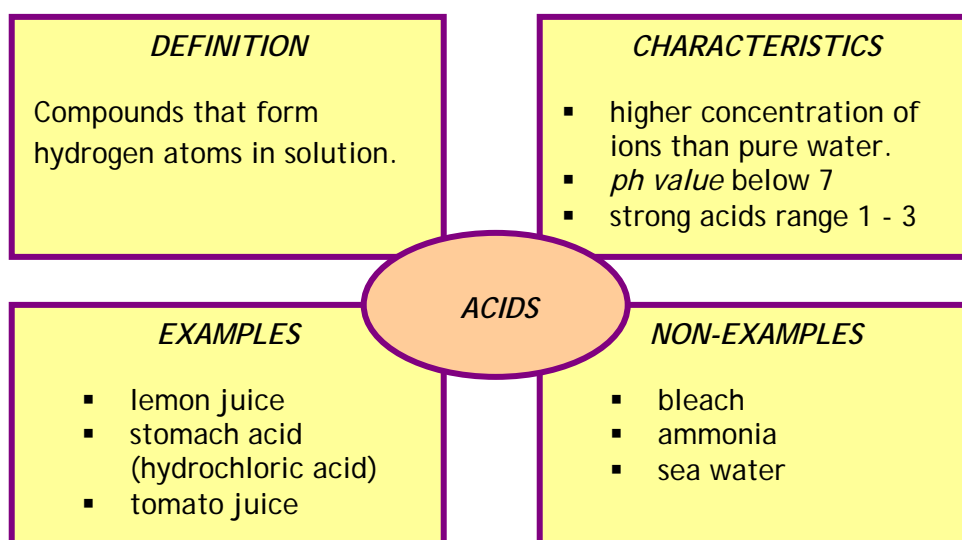 DEFINITION
Compounds that form
hydrogen atoms in solution.
CHARACTERISTICS
▪ higher concentration of
ions than pure water.
▪ ph value below 7
▪ strong acids range 1 - 3
ACIDS
EXAMPLES
▪ lemon juice
▪ stomach acid
(hydrochloric acid)
▪ tomato juice
NON-EXAMPLES
▪ bleach
▪ ammonia
▪ sea water